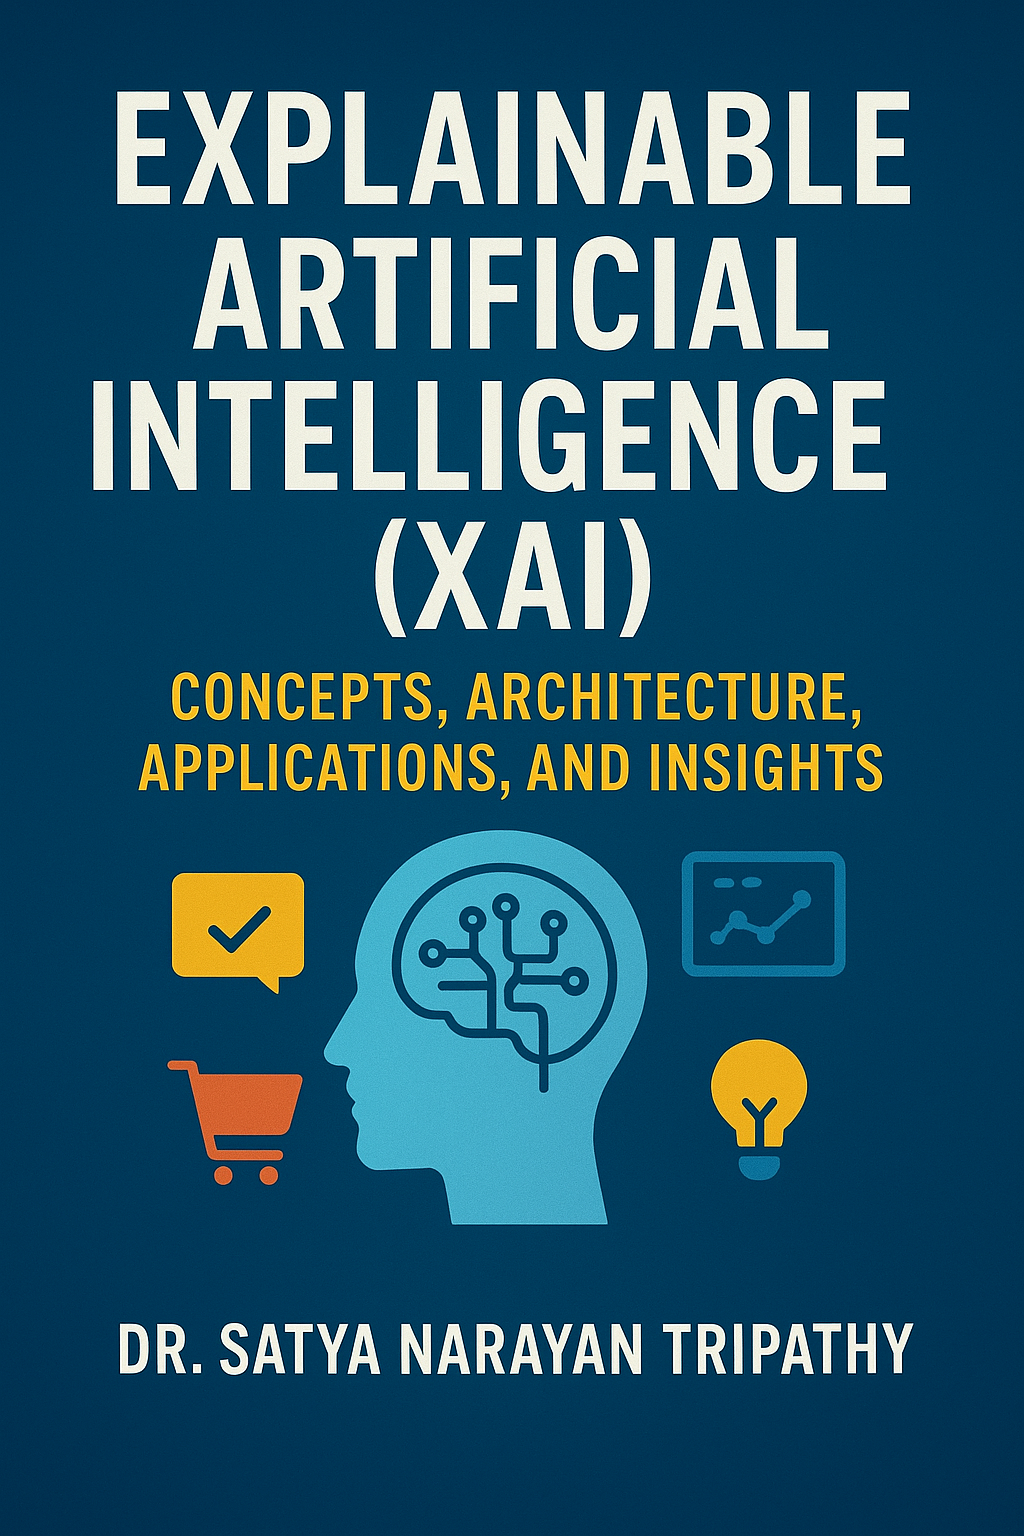 EXPLAINABLE
ARTIFICIAL
INTELLIGENCE
(XAI)
CONCEPTS, ARCHITECTURE,
APPLICATIONS, AND INSIGHTS
DR. SATYA NARAYAN TRIPATHY